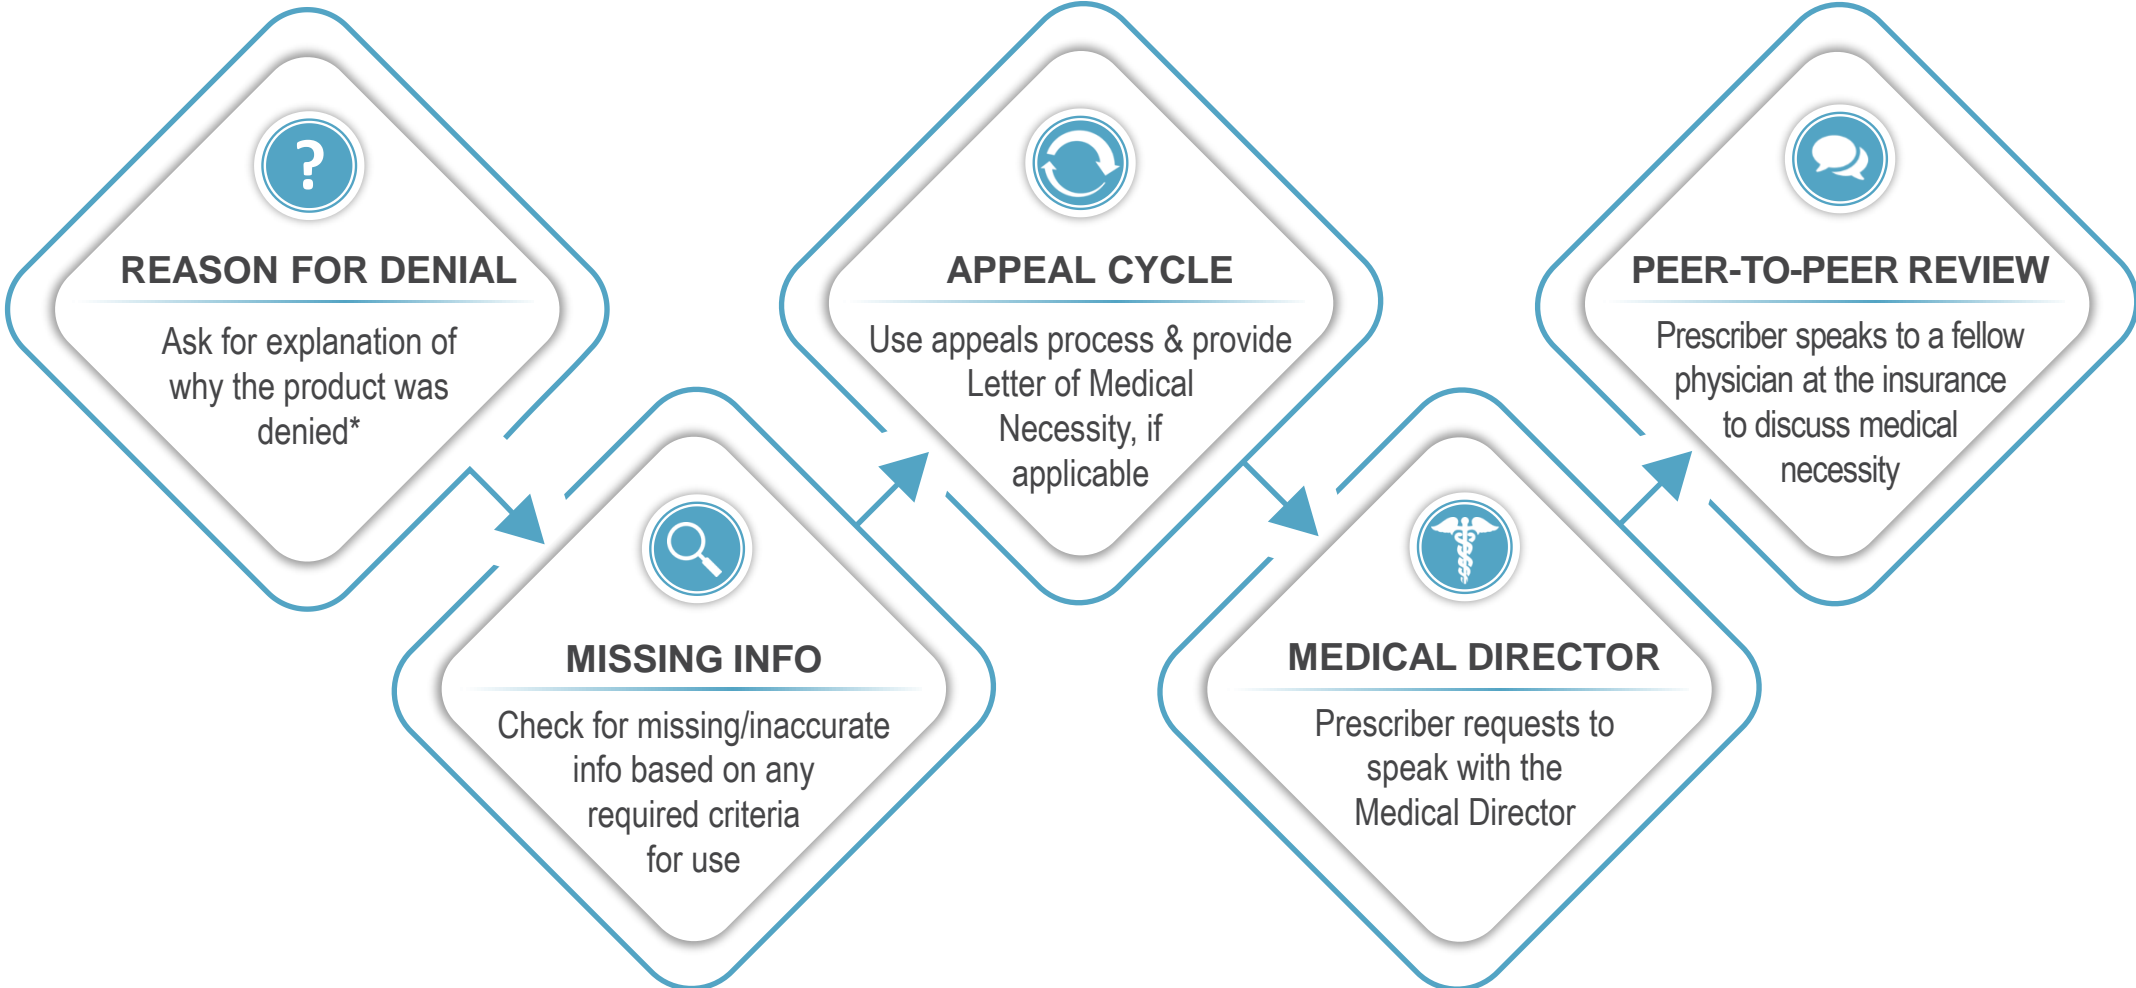 ?
REASON FOR DENIAL
Ask for explanation of
why the product was
denied*
MISSING INFO
Check for missing/inaccurate
info based on any
required criteria
for use
APPEAL CYCLE
Use appeals process & provide
Letter of Medical
Necessity, if
applicable
MEDICAL DIRECTOR
Prescriber requests to
speak with the
Medical Director
PEER-TO-PEER REVIEW
Prescriber speaks to a fellow
physician at the insurance
to discuss medical
necessity